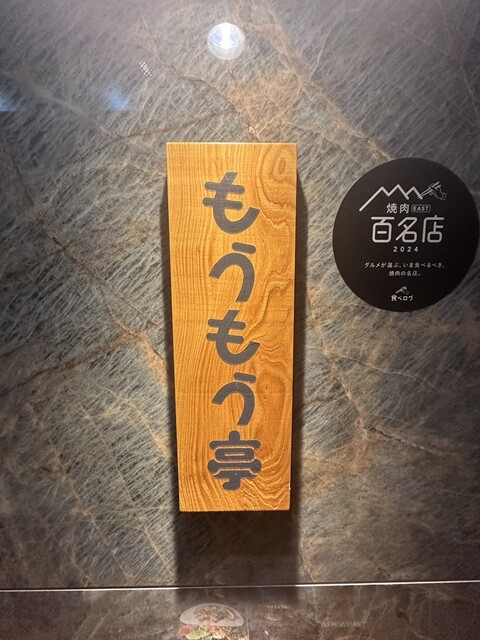 もうもう亭
焼肉 EAST
百名店
2024
グルメが選ぶ、いま食べるべき、
焼肉の名店。
食べログ